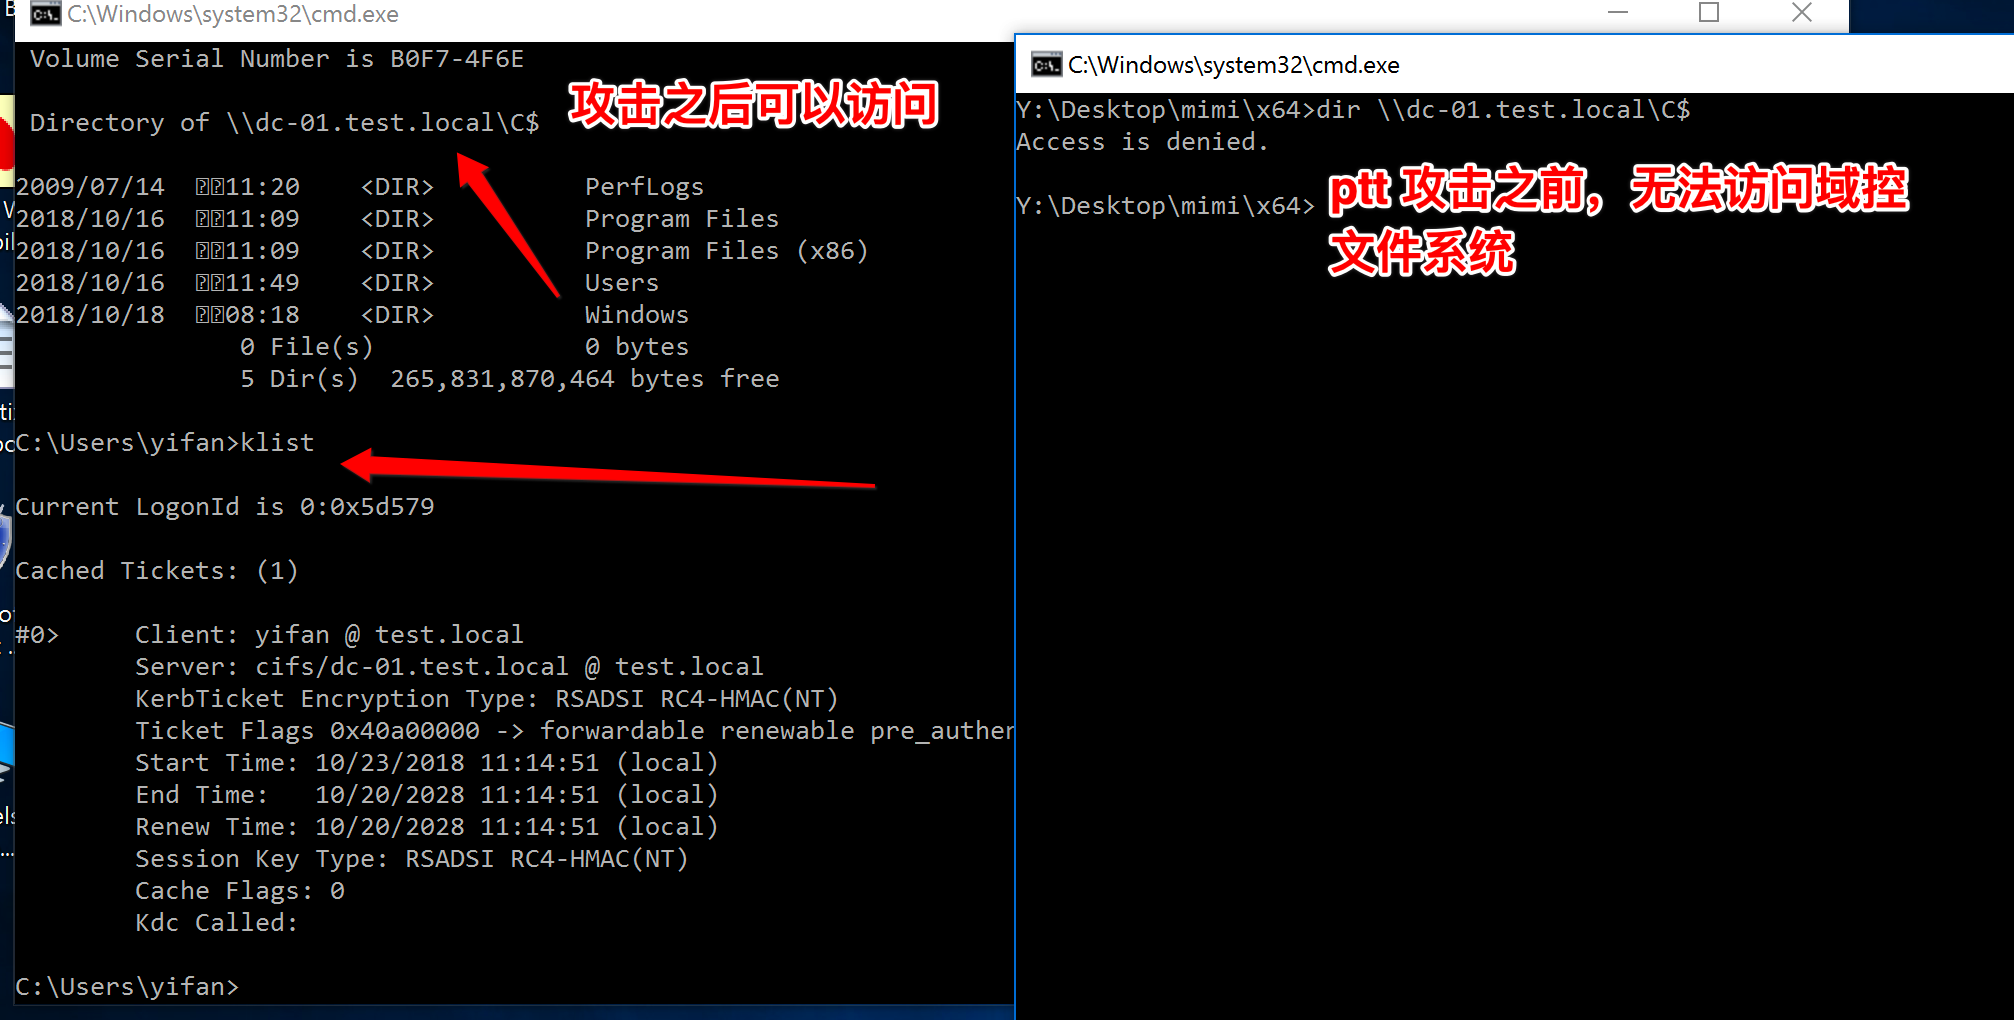 C:\Windows\system32\cmd.exe
Volume Serial Number is B0F7-4F6E
攻击之后可以访问
Directory of \\dc-01.test.local\C$
2009/07/14 11:20 <DIR> PerfLogs
2018/10/16 11:09 <DIR> Program Files
2018/10/16 11:09 <DIR> Program Files (x86)
2018/10/16 11:49 <DIR> Users
2018/10/18 08:18 <DIR> Windows
0 File(s) 0 bytes
5 Dir(s) 265,831,870,464 bytes free
C:\Users\yifan>klist
Current LogonId is 0:0x5d579
Cached Tickets: (1)
#0> Client: yifan @ test.local
Server: cifs/dc-01.test.local @ test.local
KerbTicket Encryption Type: RSADSI RC4-HMAC(NT)
Ticket Flags 0x40a00000 -> forwardable renewable pre_authen
Start Time: 10/23/2018 11:14:51 (local)
End Time: 10/20/2028 11:14:51 (local)
Renew Time: 10/20/2028 11:14:51 (local)
Session Key Type: RSADSI RC4-HMAC(NT)
Cache Flags: 0
Kdc Called:
C:\Users\yifan>
C:\Windows\system32\cmd.exe
Y:\Desktop\mimi\x64>dir \\dc-01.test.local\C$
Access is denied.
Y:\Desktop\mimi\x64>
ptt 攻击之前，无法访问域控
文件系统